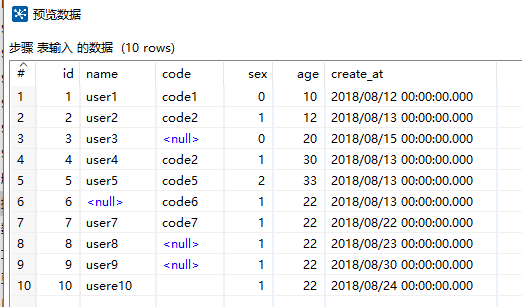 预览数据
步骤 表输入 的数据 (10 rows)
# id name code sex age create_at
1 1 user1 code1 0 10 2018/08/12 00:00:00.000
2 2 user2 code2 1 12 2018/08/13 00:00:00.000
3 3 user3 <null> 0 20 2018/08/15 00:00:00.000
4 4 user4 code2 1 30 2018/08/13 00:00:00.000
5 5 user5 code5 2 33 2018/08/13 00:00:00.000
6 6 <null> code6 1 22 2018/08/13 00:00:00.000
7 7 user7 code7 1 22 2018/08/22 00:00:00.000
8 8 user8 <null> 1 22 2018/08/23 00:00:00.000
9 9 user9 <null> 1 22 2018/08/30 00:00:00.000
10 10 usere10 1 22 2018/08/24 00:00:00.000